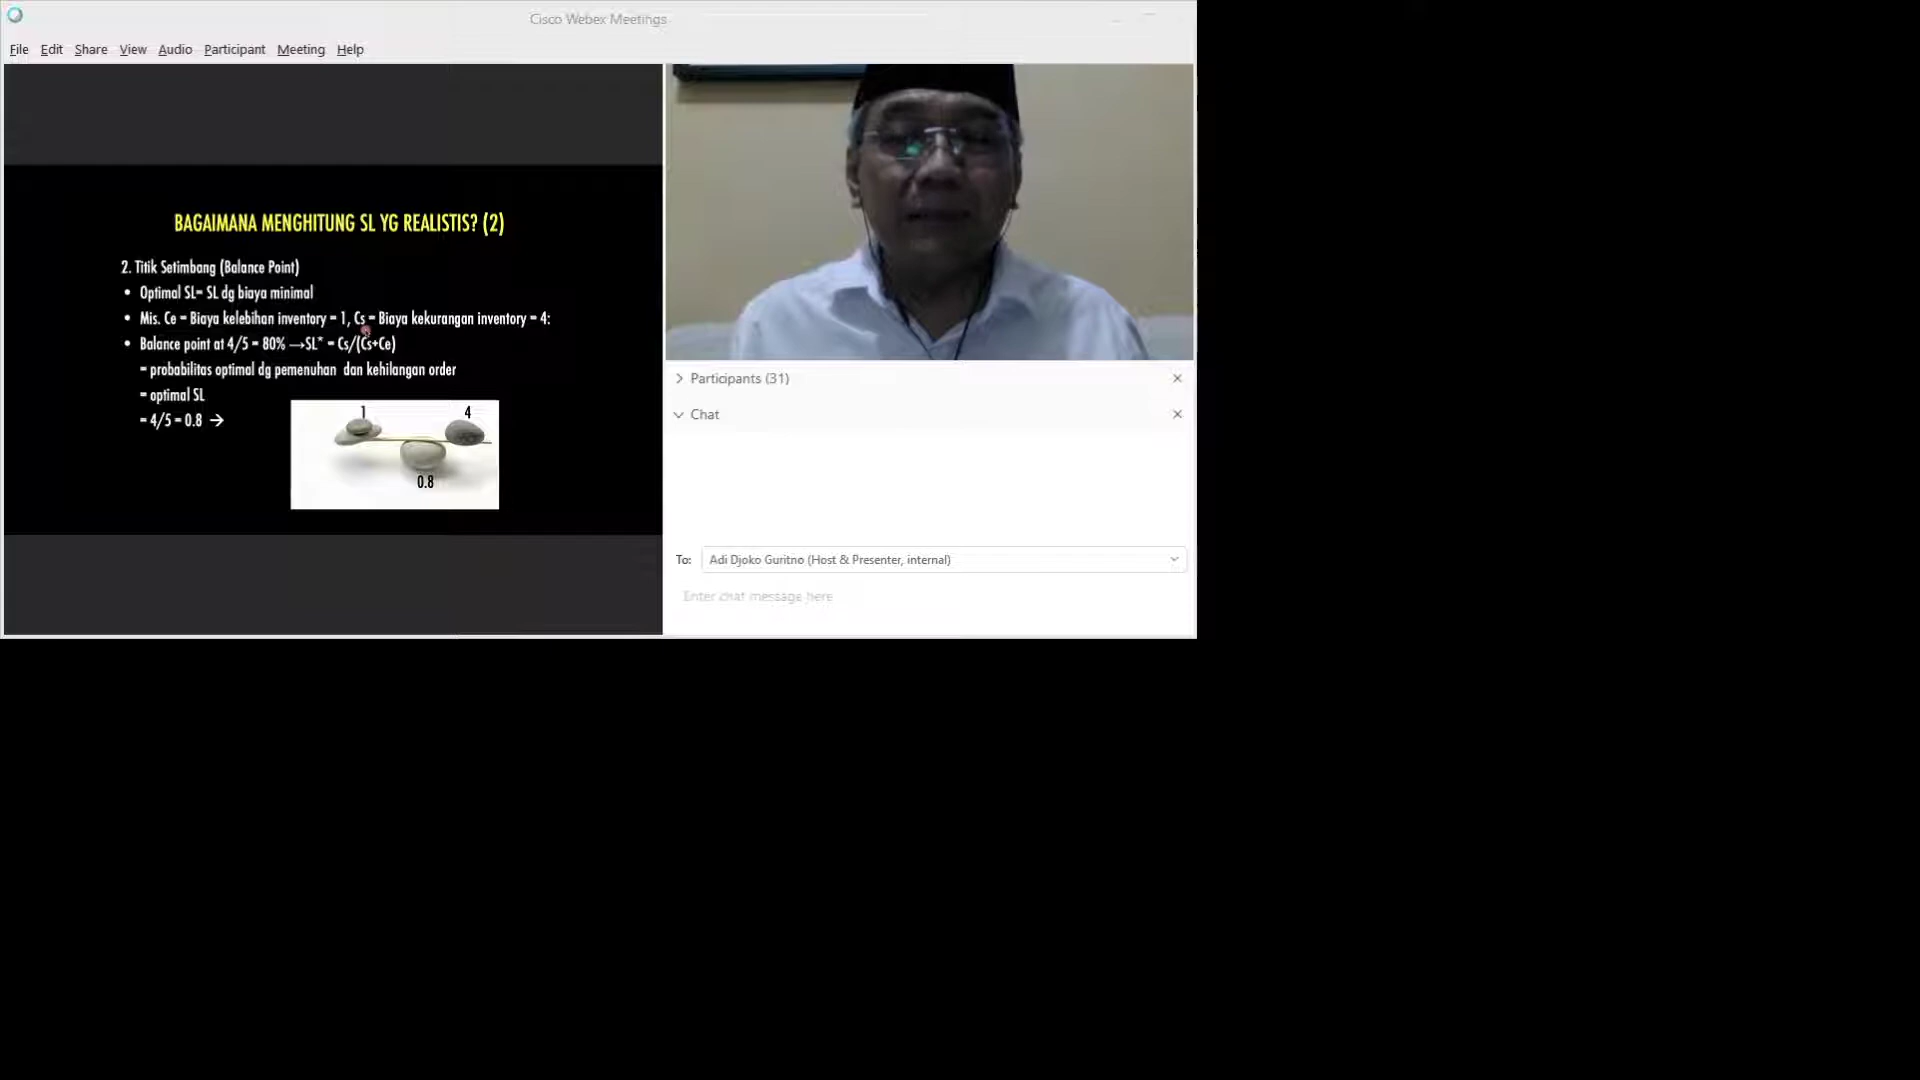 Cisco Webex Meetings
File Edit Share View Audio Participant Meeting Help
BAGAIMANA MENGHITUNG SL YG REALISTIS? (2)
2. Titik Setimbang (Balance Point)
• Optimal SL= SL dg biaya minimal
• Mis. Ce = Biaya kelebihan inventory = 1, Cs = Biaya kekurangan inventory = 4:
• Balance point at 4/5 = 80% →SL* = Cs/(Cs+Ce)
= probabilitas optimal dg pemenuhan dan kehilangan order
= optimal SL
= 4/5 = 0.8 →
1 4
0.8
Participants (31)
Chat
To: Adi Djoko Guritno (Host & Presenter, internal)
Enter chat message here